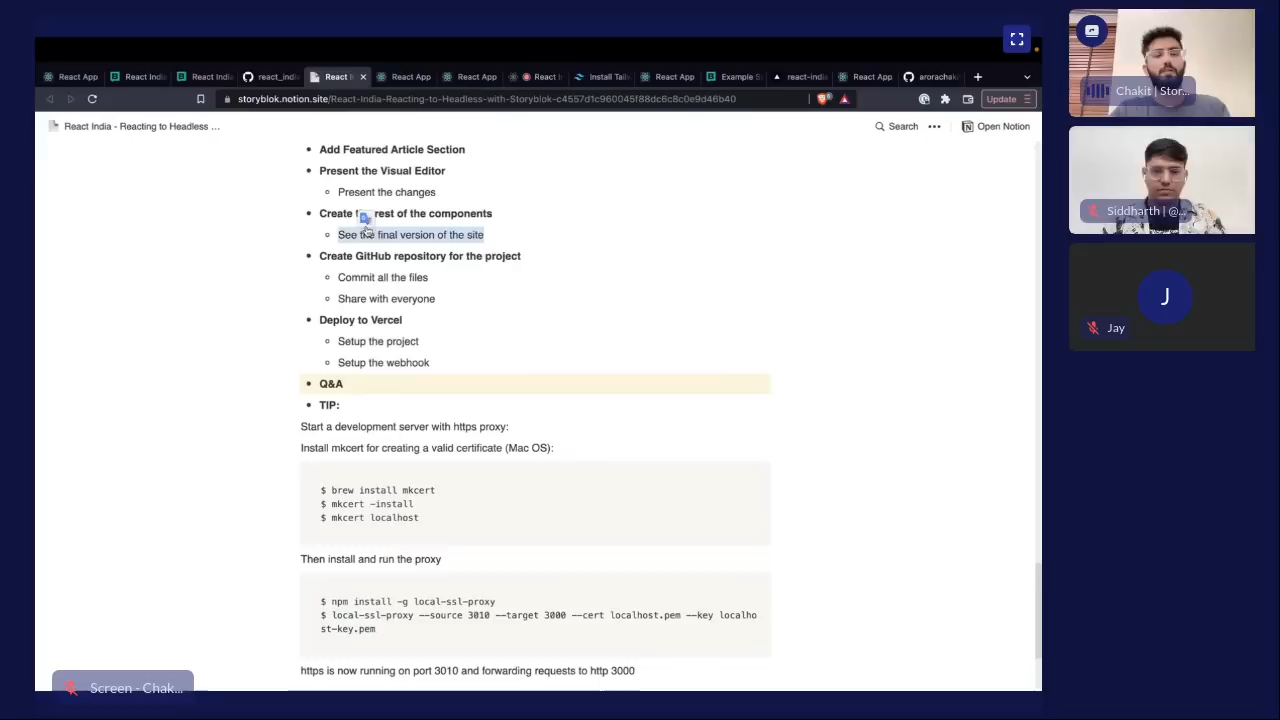 React App
React Indi
React Indi
react_indi
React I
React App
React App
React I
Install Tail
React App
Example S
react-india
React App
arorachak
storyblok.notion.site/React-India-Reacting-to-Headless-with-Storyblok-c4557d1c960045f88dc6c8c0e9d46b40
Update
React India - Reacting to Headless ...
Search
Open Notion
Add Featured Article Section
Present the Visual Editor
Present the changes
Create rest of the components
See the final version of the site
Create GitHub repository for the project
Commit all the files
Share with everyone
Deploy to Vercel
Setup the project
Setup the webhook
Q&A
TIP:
Start a development server with https proxy:
Install mkcert for creating a valid certificate (Mac OS):
$ brew install mkcert
$ mkcert -install
$ mkcert localhost
Then install and run the proxy
$ npm install -g local-ssl-proxy
$ local-ssl-proxy --source 3010 --target 3000 --cert localhost.pem --key localho
st-key.pem
https is now running on port 3010 and forwarding requests to http 3000
Screen - Chak...
Chakit | Stor...
Siddharth | @...
J
Jay